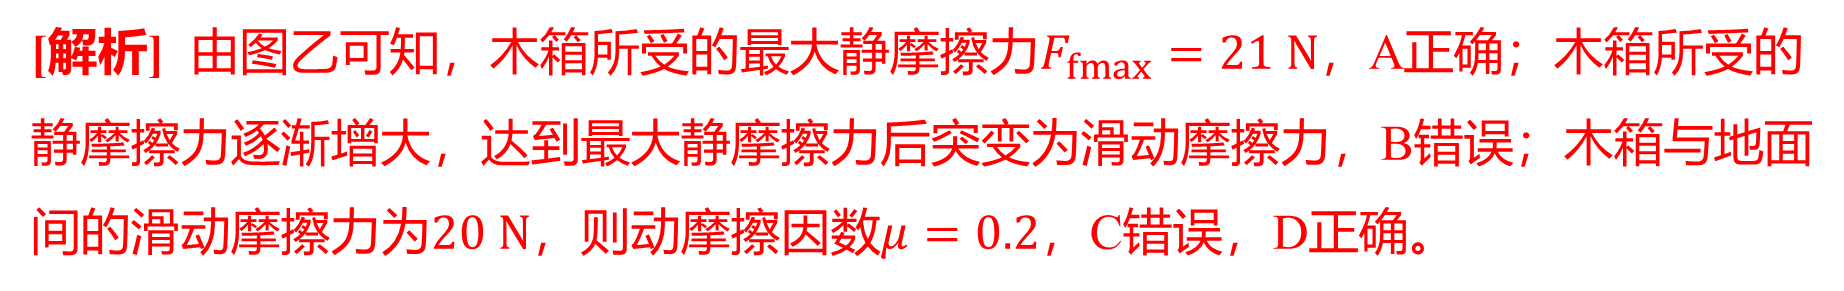 [解析] 由图乙可知，木箱所受的最大静摩擦力F_fmax = 21 N，A正确；木箱所受的
静摩擦力逐渐增大，达到最大静摩擦力后突变为滑动摩擦力，B错误；木箱与地面
间的滑动摩擦力为20 N，则动摩擦因数μ = 0.2，C错误，D正确。